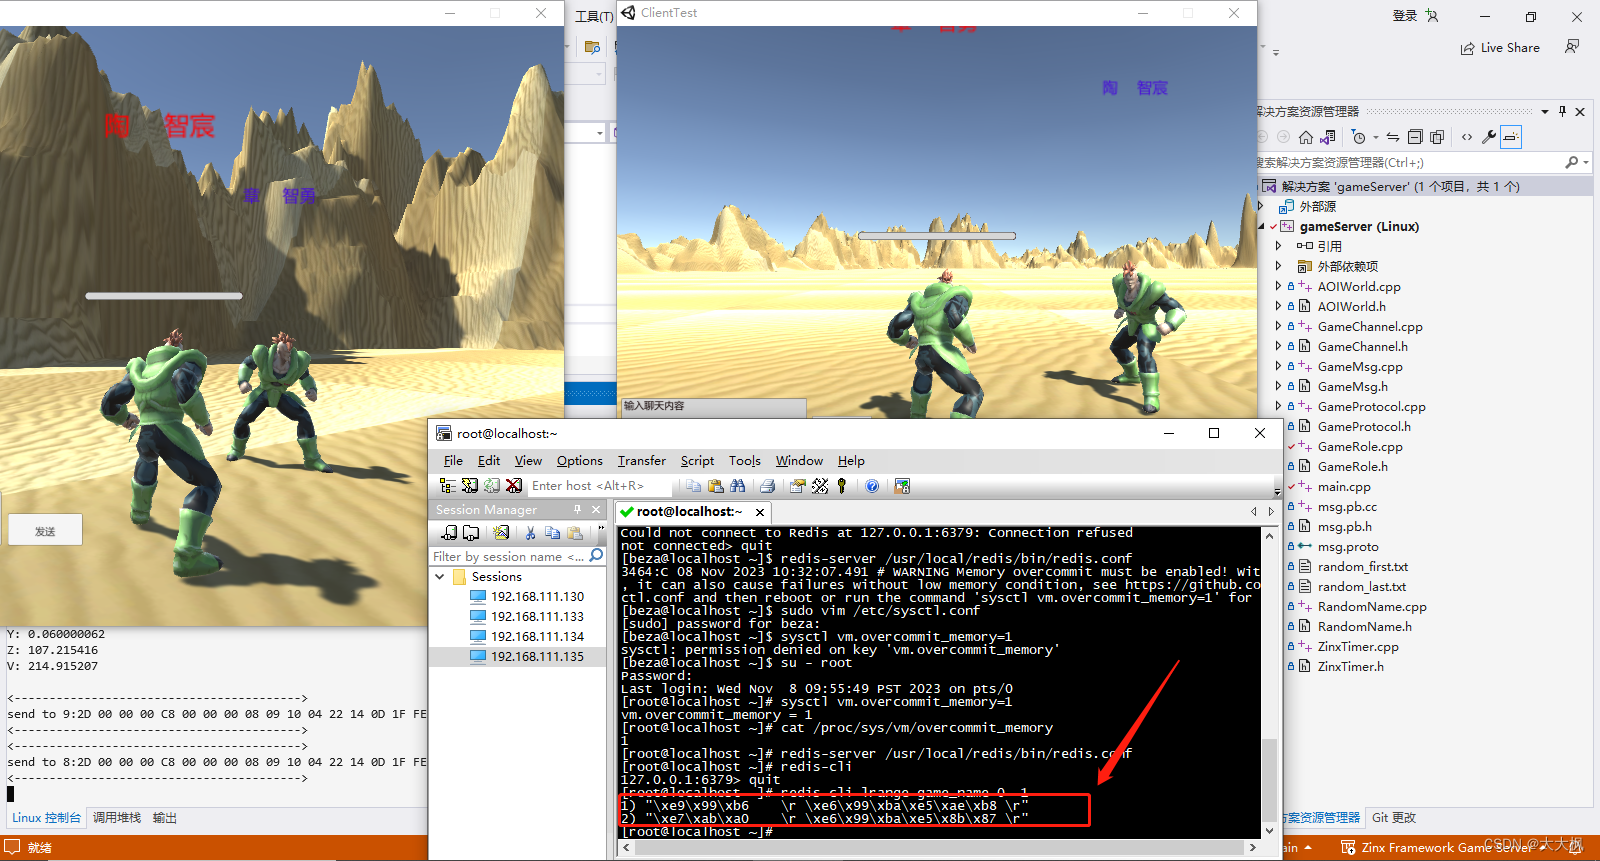 工具(T)
ClientTest
登录
Live Share
章 智勇
陶 智宸
陶 智宸
章 智勇
输入聊天内容
发送
解决方案资源管理器
搜索解决方案资源管理器(Ctrl+;)
解决方案 'gameServer' (1 个项目，共 1 个)
外部源
gameServer (Linux)
引用
外部依赖项
AOIWorld.cpp
AOIWorld.h
GameChannel.cpp
GameChannel.h
GameMsg.cpp
GameMsg.h
GameProtocol.cpp
GameProtocol.h
GameRole.cpp
GameRole.h
main.cpp
msg.pb.cc
msg.pb.h
msg.proto
random_first.txt
random_last.txt
RandomName.cpp
RandomName.h
ZinxTimer.cpp
ZinxTimer.h
方案资源管理器
Git 更改
Y: 0.060000062
Z: 107.215416
V: 214.915207
<-------------------------------------->
send to 9:2D 00 00 00 C8 00 00 00 08 09 10 04 22 14 0D 1F FE
<-------------------------------------->
<-------------------------------------->
send to 8:2D 00 00 00 C8 00 00 00 08 09 10 04 22 14 0D 1F FE
<-------------------------------------->
Linux 控制台
调用堆栈
输出
就绪
root@localhost:~
File Edit View Options Transfer Script Tools Window Help
Enter host <Alt+R>
Session Manager
Filter by session name <...
Sessions
192.168.111.130
192.168.111.133
192.168.111.134
192.168.111.135
root@localhost:~
Could not connect to Redis at 127.0.0.1:6379: Connection refused
not connected> quit
[beza@localhost ~]$ redis-server /usr/local/redis/bin/redis.conf
3464:C 08 Nov 2023 10:32:07.491 # WARNING Memory overcommit must be enabled! Wit
, it can also cause failures without low memory condition, see https://github.co
ctl.conf and then reboot or run the command 'sysctl vm.overcommit_memory=1' for
[beza@localhost ~]$ sudo vim /etc/sysctl.conf
[sudo] password for beza:
[beza@localhost ~]$ sysctl vm.overcommit_memory=1
sysctl: permission denied on key 'vm.overcommit_memory'
[beza@localhost ~]$ su - root
Password:
Last login: Wed Nov  8 09:55:49 PST 2023 on pts/0
[root@localhost ~]# sysctl vm.overcommit_memory=1
vm.overcommit_memory = 1
[root@localhost ~]# cat /proc/sys/vm/overcommit_memory
1
[root@localhost ~]# redis-server /usr/local/redis/bin/redis.conf
[root@localhost ~]# redis-cli
127.0.0.1:6379> quit
[root@localhost ~]# redis-cli lrange game_name 0 -1
1) "\xe9\x99\xb6    \r \xe6\x99\xba\xe5\xae\xb8 \r"
2) "\xe7\xab\xa0    \r \xe6\x99\xba\xe5\x8b\x87 \r"
[root@localhost ~]#
Zinx Framework Game Server
CSDN @大大枫